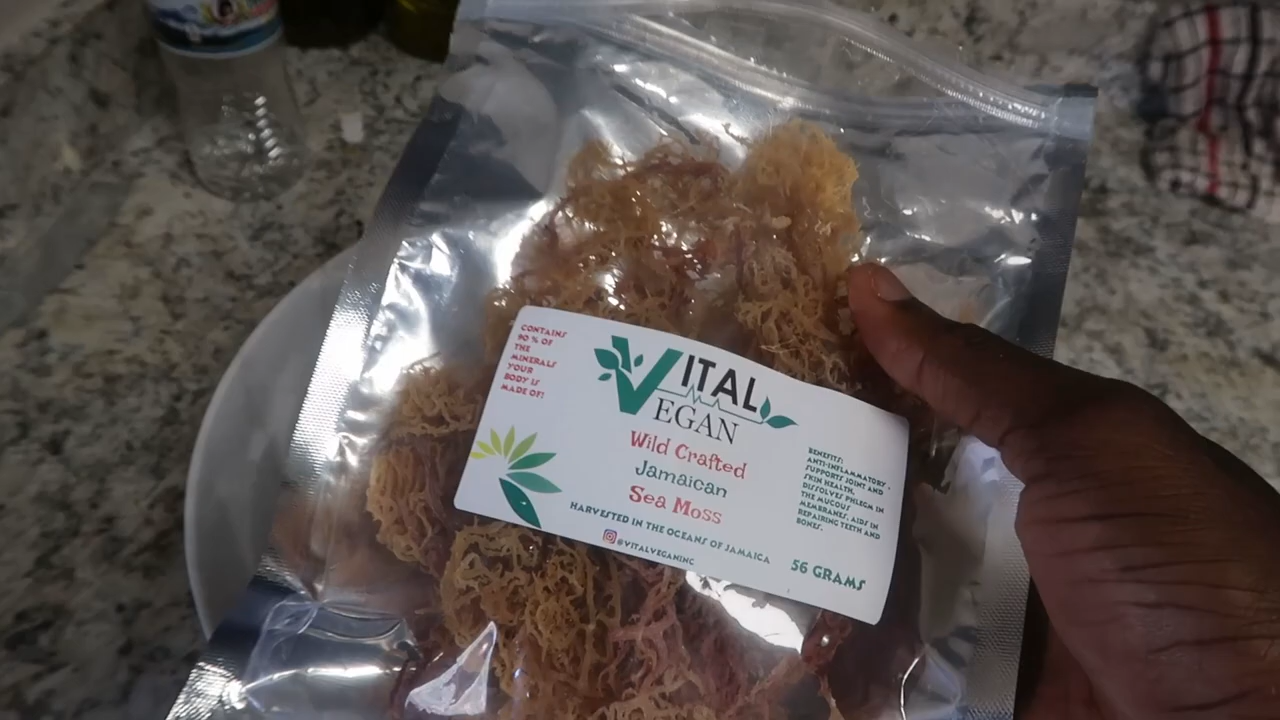 CONTAINS
90 % OF
THE
MINERALS
YOUR
BODY IS
MADE OF!
VITAL
VEGAN
Wild Crafted
Jamaican
Sea Moss
HARVESTED IN THE OCEANS OF JAMAICA
@VITALVEGANINC
BENEFITS:
ANTI-INFLAMMATORY,
SUPPORTS JOINT AND
SKIN HEALTH,
DISSOLVES PHLEGM IN
THE MUCOUS
MEMBRANES, AIDS IN
REPAIRING TEETH AND
BONES.
56 GRAMS